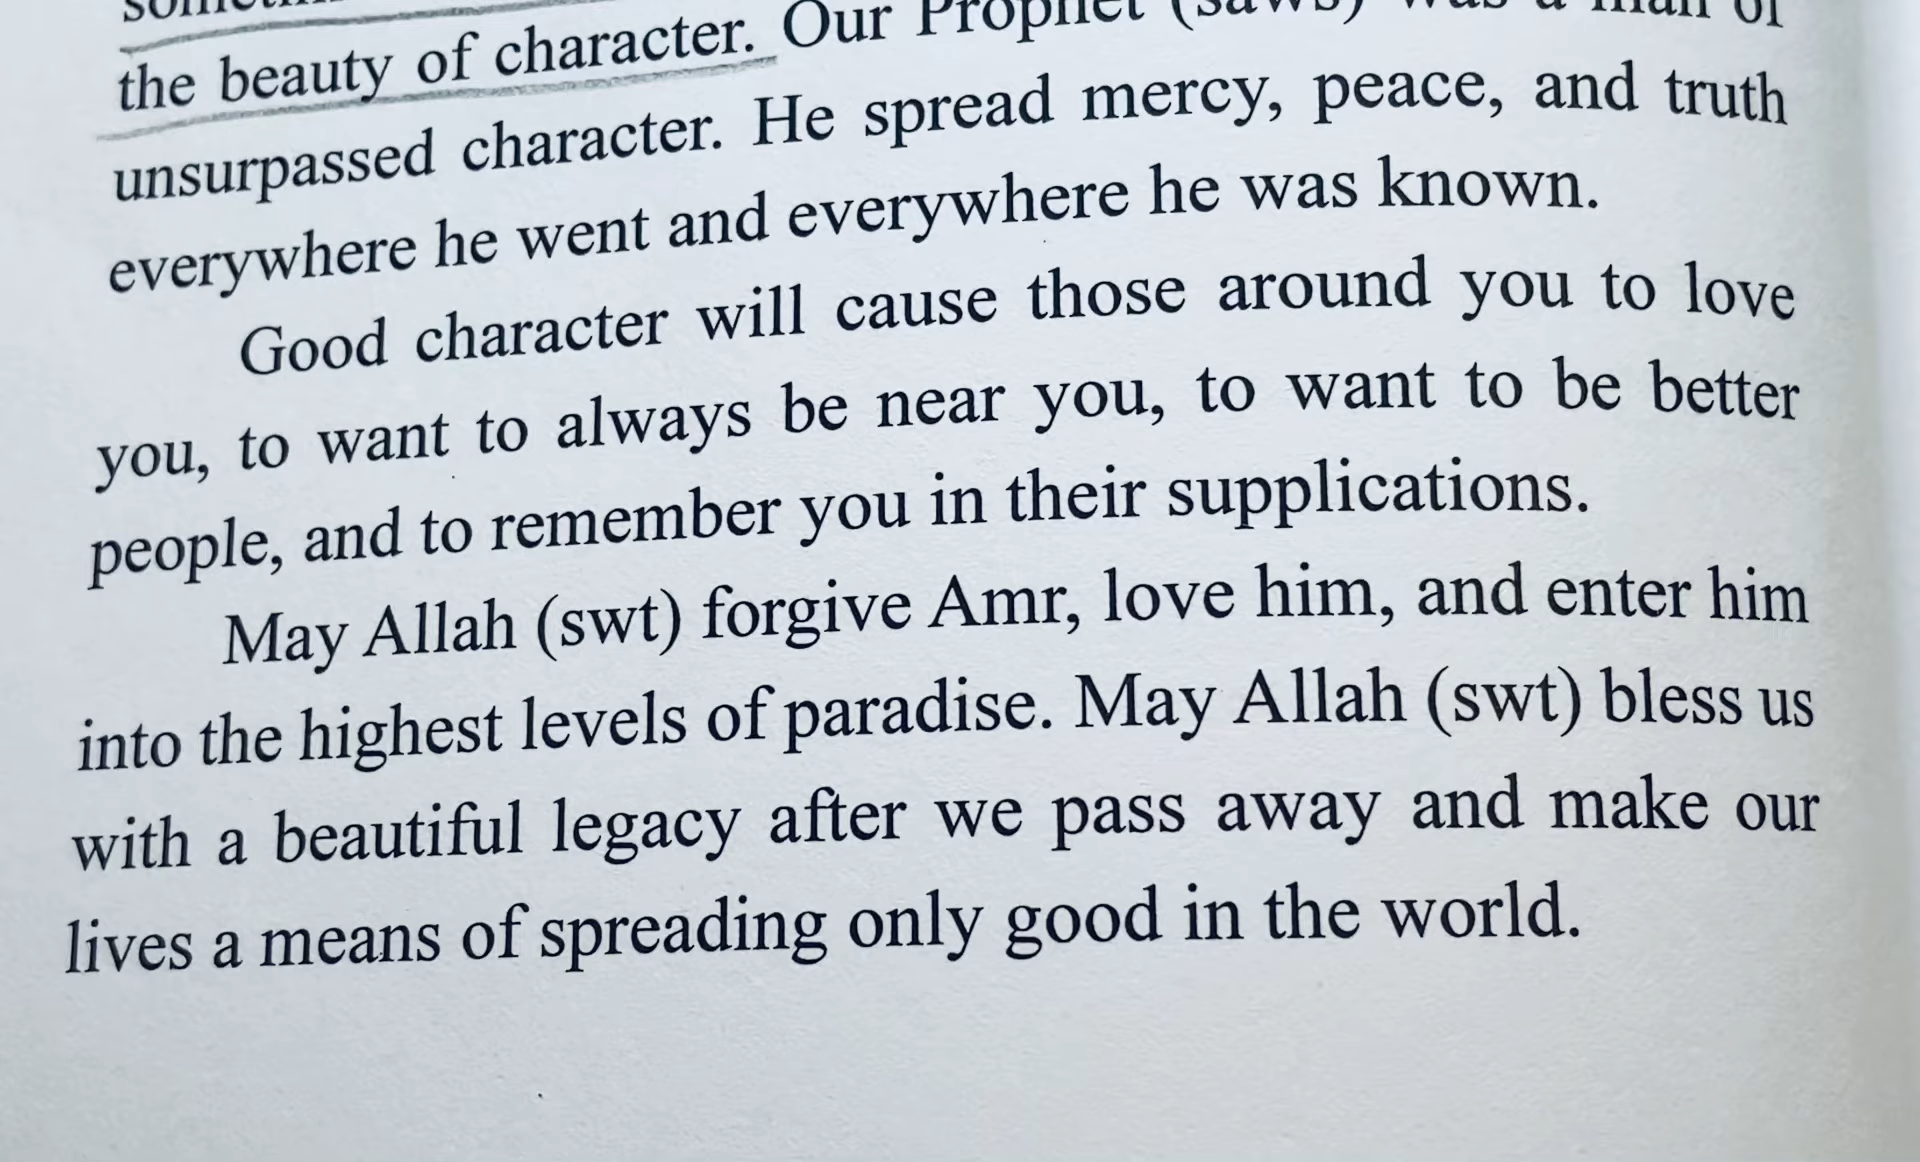 the beauty of character. Our Prophet (saws) was a man of
unsurpassed character. He spread mercy, peace, and truth
everywhere he went and everywhere he was known.
Good character will cause those around you to love
you, to want to always be near you, to want to be better
people, and to remember you in their supplications.
May Allah (swt) forgive Amr, love him, and enter him
into the highest levels of paradise. May Allah (swt) bless us
with a beautiful legacy after we pass away and make our
lives a means of spreading only good in the world.